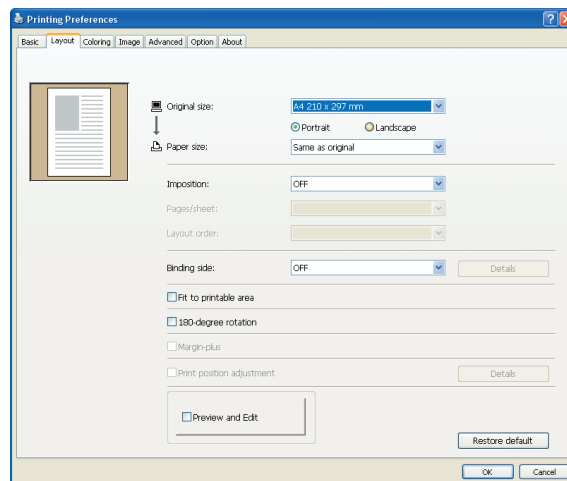 Printing Preferences
Basic Layout Coloring Image Advanced Option About
Original size: A4 210 x 297 mm
Portrait Landscape
Paper size: Same as original
Imposition: OFF
Pages/sheet:
Layout order:
Binding side: OFF Details
Fit to printable area
180-degree rotation
Margin-plus
Print position adjustment Details
Preview and Edit
Restore default
OK Cancel